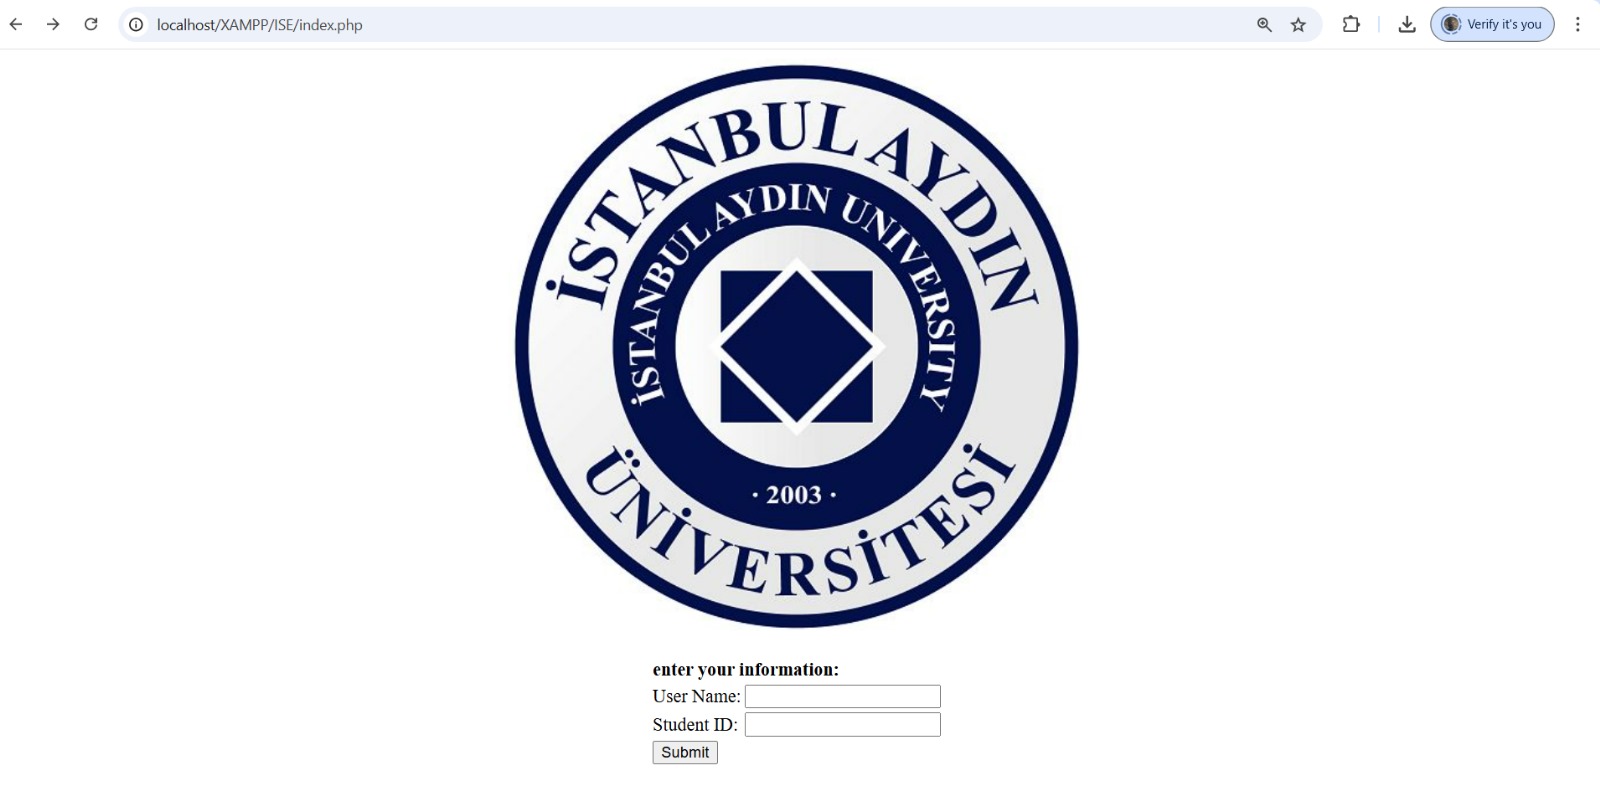 localhost/XAMPP/ISE/index.php
Verify it's you
İSTANBUL AYDIN
İSTANBUL AYDIN UNIVERSITY
· 2003 ·
ÜNİVERSİTESİ
enter your information:
User Name:
Student ID:
Submit